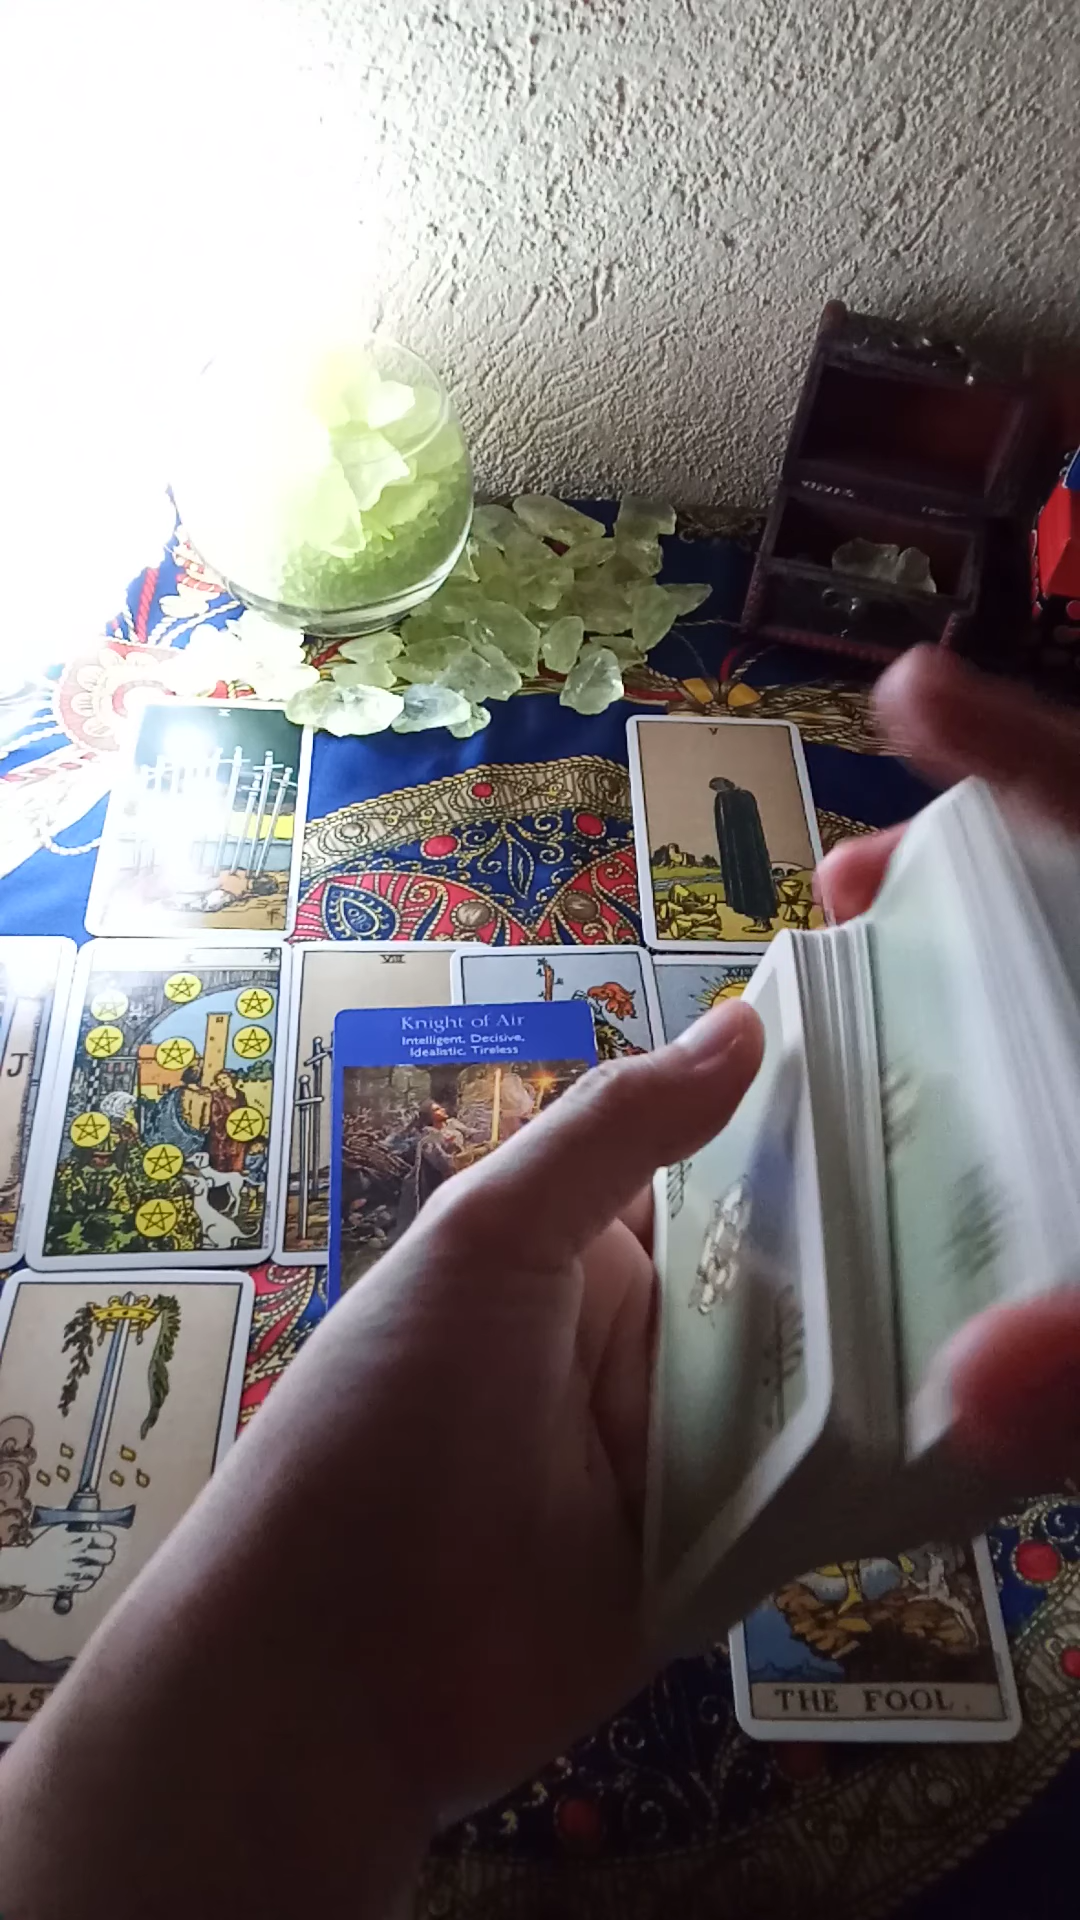 X
V
X
VIII
J
Knight of Air
Intelligent, Decisive,
Idealistic, Tireless
THE FOOL.